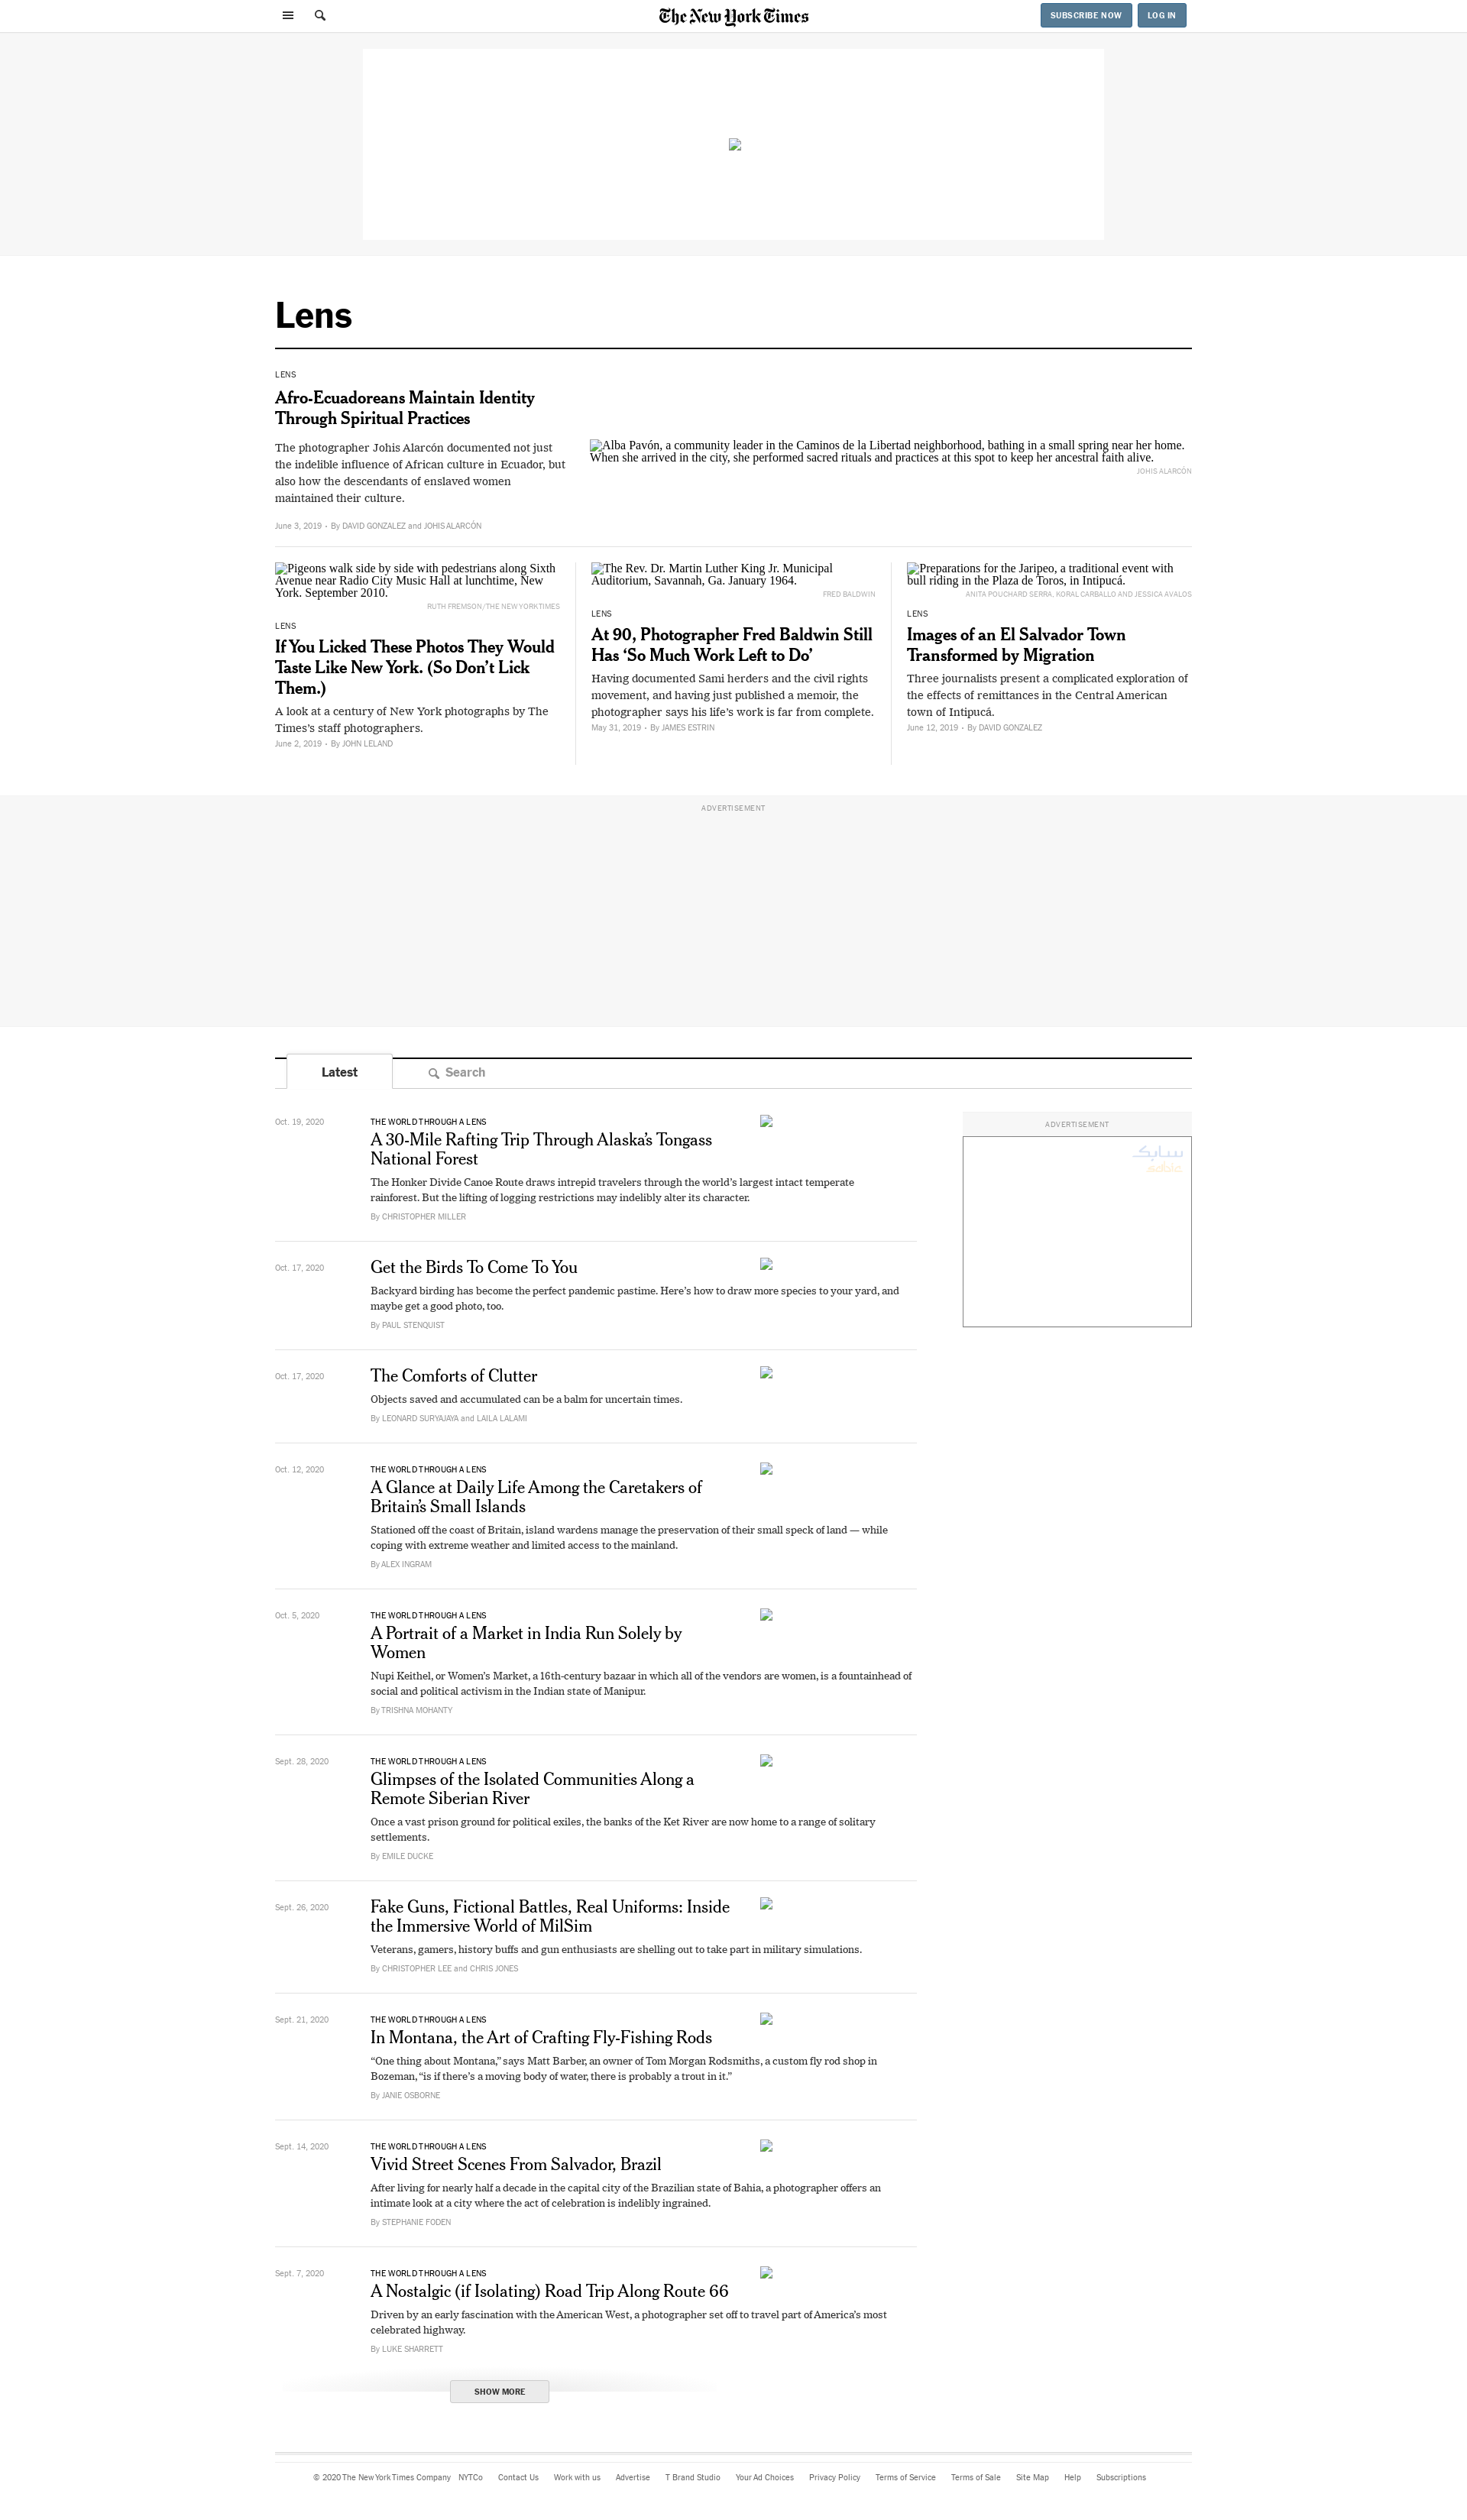 The New York Times
SUBSCRIBE NOW
LOG IN
Lens
LENS
Afro-Ecuadoreans Maintain Identity
Through Spiritual Practices
The photographer Johis Alarcón documented not just
the indelible influence of African culture in Ecuador, but
also how the descendants of enslaved women
maintained their culture.
June 3, 2019 • By DAVID GONZALEZ and JOHIS ALARCÓN
Alba Pavón, a community leader in the Caminos de la Libertad neighborhood, bathing in a small spring near her home.
When she arrived in the city, she performed sacred rituals and practices at this spot to keep her ancestral faith alive.
JOHIS ALARCÓN
Pigeons walk side by side with pedestrians along Sixth
Avenue near Radio City Music Hall at lunchtime, New
York. September 2010.
RUTH FREMSON/THE NEW YORK TIMES
LENS
If You Licked These Photos They Would
Taste Like New York. (So Don’t Lick
Them.)
A look at a century of New York photographs by The
Times’s staff photographers.
June 2, 2019 • By JOHN LELAND
The Rev. Dr. Martin Luther King Jr. Municipal
Auditorium, Savannah, Ga. January 1964.
FRED BALDWIN
LENS
At 90, Photographer Fred Baldwin Still
Has ‘So Much Work Left to Do’
Having documented Sami herders and the civil rights
movement, and having just published a memoir, the
photographer says his life’s work is far from complete.
May 31, 2019 • By JAMES ESTRIN
Preparations for the Jaripeo, a traditional event with
bull riding in the Plaza de Toros, in Intipucá.
ANITA POUCHARD SERRA, KORAL CARBALLO AND JESSICA AVALOS
LENS
Images of an El Salvador Town
Transformed by Migration
Three journalists present a complicated exploration of
the effects of remittances in the Central American
town of Intipucá.
June 12, 2019 • By DAVID GONZALEZ
ADVERTISEMENT
Latest
Search
Oct. 19, 2020
THE WORLD THROUGH A LENS
A 30-Mile Rafting Trip Through Alaska’s Tongass
National Forest
The Honker Divide Canoe Route draws intrepid travelers through the world’s largest intact temperate
rainforest. But the lifting of logging restrictions may indelibly alter its character.
By CHRISTOPHER MILLER
ADVERTISEMENT
سابك
sabic
Oct. 17, 2020
Get the Birds To Come To You
Backyard birding has become the perfect pandemic pastime. Here’s how to draw more species to your yard, and
maybe get a good photo, too.
By PAUL STENQUIST
Oct. 17, 2020
The Comforts of Clutter
Objects saved and accumulated can be a balm for uncertain times.
By LEONARD SURYAJAYA and LAILA LALAMI
Oct. 12, 2020
THE WORLD THROUGH A LENS
A Glance at Daily Life Among the Caretakers of
Britain’s Small Islands
Stationed off the coast of Britain, island wardens manage the preservation of their small speck of land — while
coping with extreme weather and limited access to the mainland.
By ALEX INGRAM
Oct. 5, 2020
THE WORLD THROUGH A LENS
A Portrait of a Market in India Run Solely by
Women
Nupi Keithel, or Women’s Market, a 16th-century bazaar in which all of the vendors are women, is a fountainhead of
social and political activism in the Indian state of Manipur.
By TRISHNA MOHANTY
Sept. 28, 2020
THE WORLD THROUGH A LENS
Glimpses of the Isolated Communities Along a
Remote Siberian River
Once a vast prison ground for political exiles, the banks of the Ket River are now home to a range of solitary
settlements.
By EMILE DUCKE
Sept. 26, 2020
Fake Guns, Fictional Battles, Real Uniforms: Inside
the Immersive World of MilSim
Veterans, gamers, history buffs and gun enthusiasts are shelling out to take part in military simulations.
By CHRISTOPHER LEE and CHRIS JONES
Sept. 21, 2020
THE WORLD THROUGH A LENS
In Montana, the Art of Crafting Fly-Fishing Rods
“One thing about Montana,” says Matt Barber, an owner of Tom Morgan Rodsmiths, a custom fly rod shop in
Bozeman, “is if there’s a moving body of water, there is probably a trout in it.”
By JANIE OSBORNE
Sept. 14, 2020
THE WORLD THROUGH A LENS
Vivid Street Scenes From Salvador, Brazil
After living for nearly half a decade in the capital city of the Brazilian state of Bahia, a photographer offers an
intimate look at a city where the act of celebration is indelibly ingrained.
By STEPHANIE FODEN
Sept. 7, 2020
THE WORLD THROUGH A LENS
A Nostalgic (if Isolating) Road Trip Along Route 66
Driven by an early fascination with the American West, a photographer set off to travel part of America’s most
celebrated highway.
By LUKE SHARRETT
SHOW MORE
© 2020 The New York Times Company NYTCo Contact Us Work with us Advertise T Brand Studio Your Ad Choices Privacy Policy Terms of Service Terms of Sale Site Map Help Subscriptions